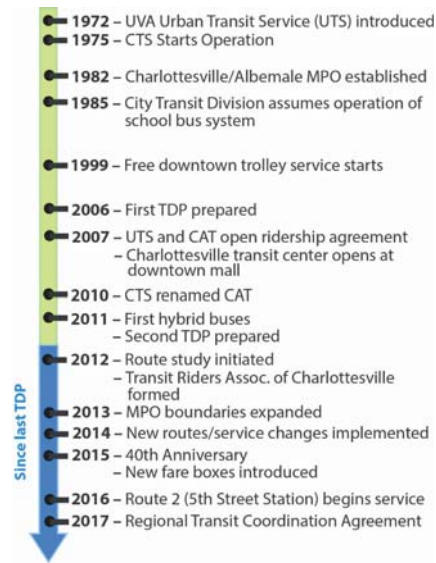 1972 – UVA Urban Transit Service (UTS) introduced
1975 – CTS Starts Operation
1982 – Charlottesville/Albemale MPO established
1985 – City Transit Division assumes operation of
school bus system
1999 – Free downtown trolley service starts
2006 – First TDP prepared
2007 – UTS and CAT open ridership agreement
– Charlottesville transit center opens at
downtown mall
2010 – CTS renamed CAT
2011 – First hybrid buses
– Second TDP prepared
2012 – Route study initiated
– Transit Riders Assoc. of Charlottesville
formed
2013 – MPO boundaries expanded
2014 – New routes/service changes implemented
2015 – 40th Anniversary
– New fare boxes introduced
2016 – Route 2 (5th Street Station) begins service
2017 – Regional Transit Coordination Agreement
Since last TDP